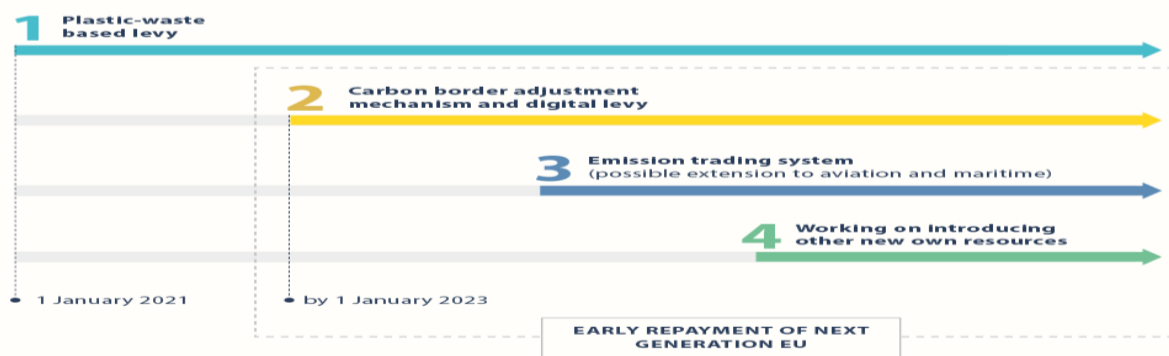 1 Plastic-waste
based levy
2 Carbon border adjustment
mechanism and digital levy
3 Emission trading system
(possible extension to aviation and maritime)
4 Working on introducing
other new own resources
1 January 2021
by 1 January 2023
EARLY REPAYMENT OF NEXT
GENERATION EU